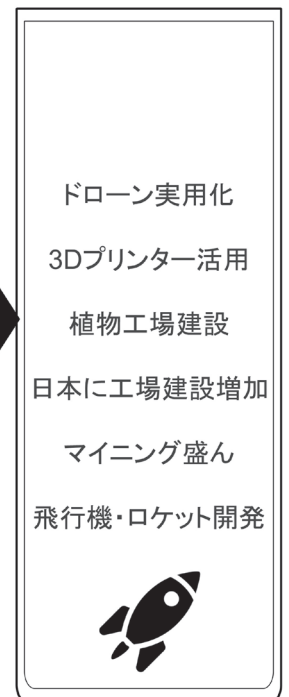 ドローン実用化
3Dプリンター活用
植物工場建設
日本に工場建設増加
マイニング盛ん
飛行機・ロケット開発